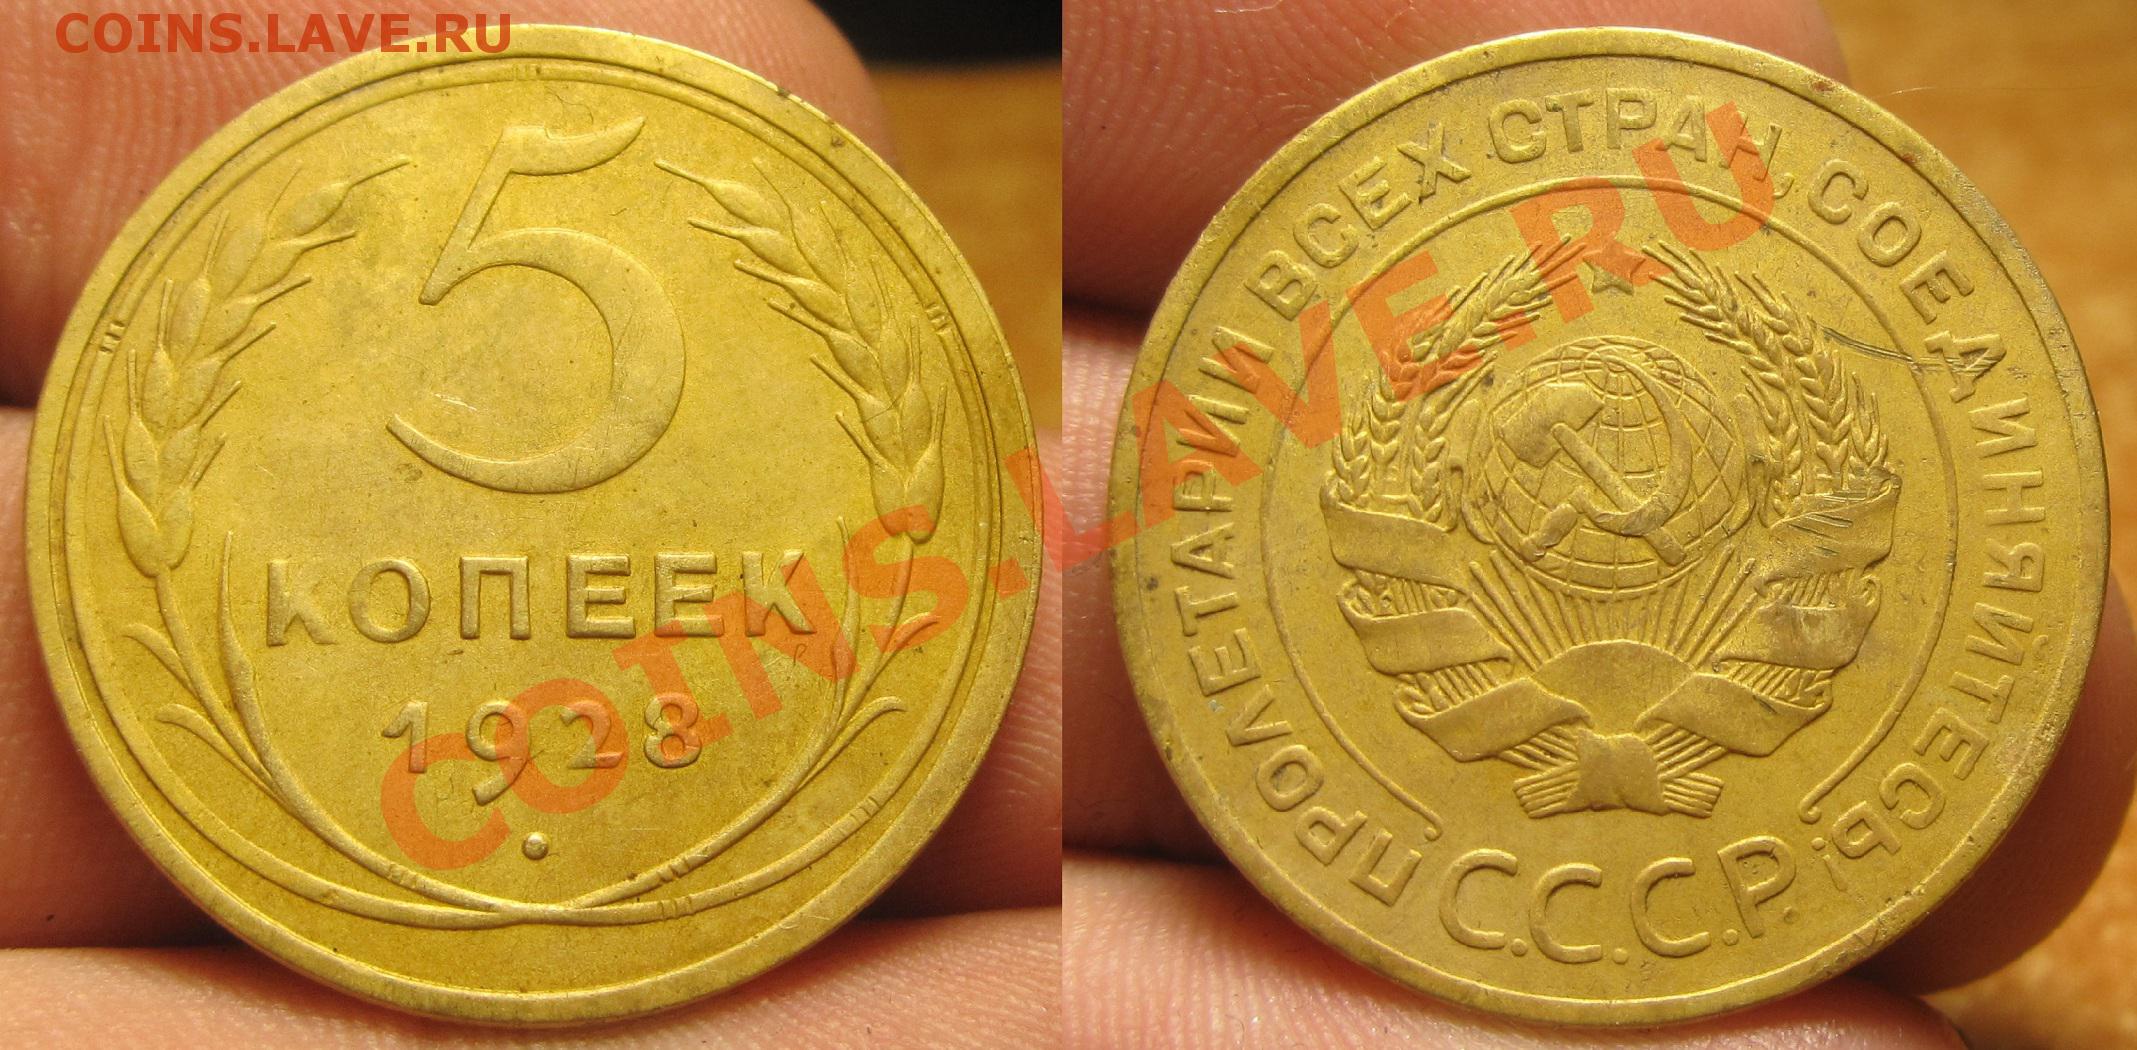 COINS.LAVE.RU
5
КОПЕЕК
1928
ПРОЛЕТАРИИ ВСЕХ СТРАН, СОЕДИНЯЙТЕСЬ!
С.С.С.Р.
COINS.LAVE.RU